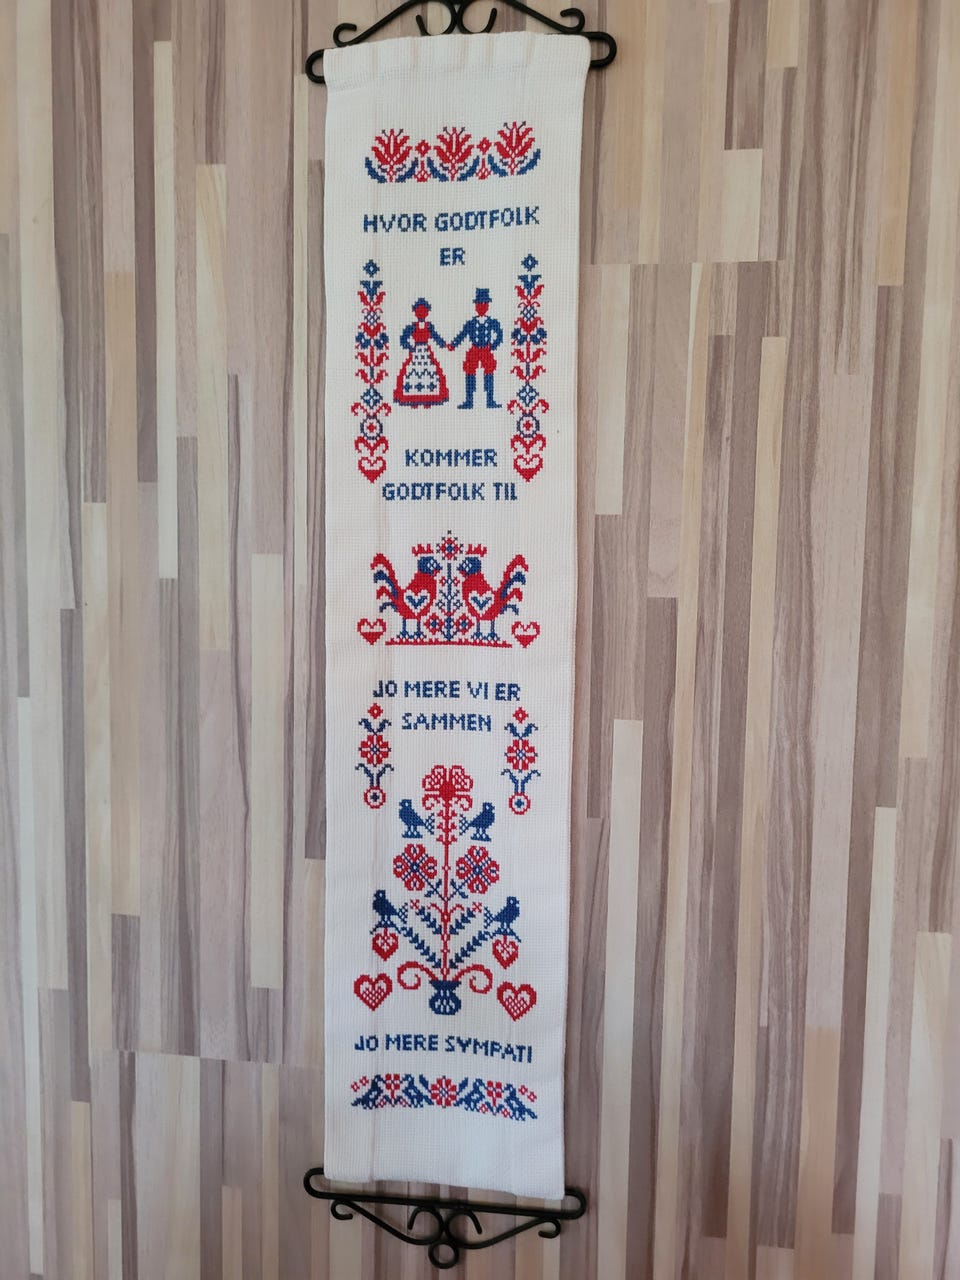 HVOR GODTFOLK
ER
KOMMER
GODTFOLK TIL
JO MERE VI ER
SAMMEN
JO MERE SYMPATI